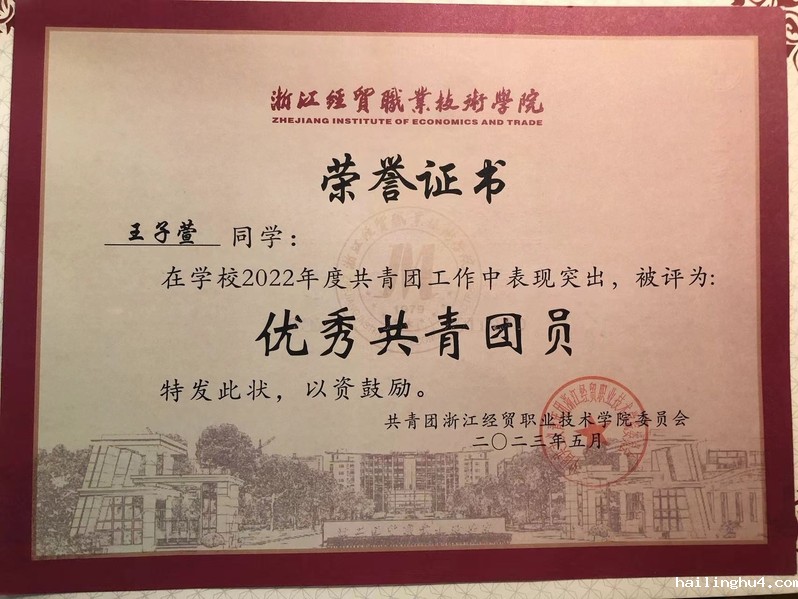 浙江經貿職業技術學院
ZHEJIANG INSTITUTE OF ECONOMICS AND TRADE
荣誉证书
王子萱 同学：
在学校2022年度共青团工作中表现突出，被评为:
优秀共青团员
特发此状，以资鼓励。
共青团浙江经贸职业技术学院委员会
二〇二三年五月
hailinghu4.com